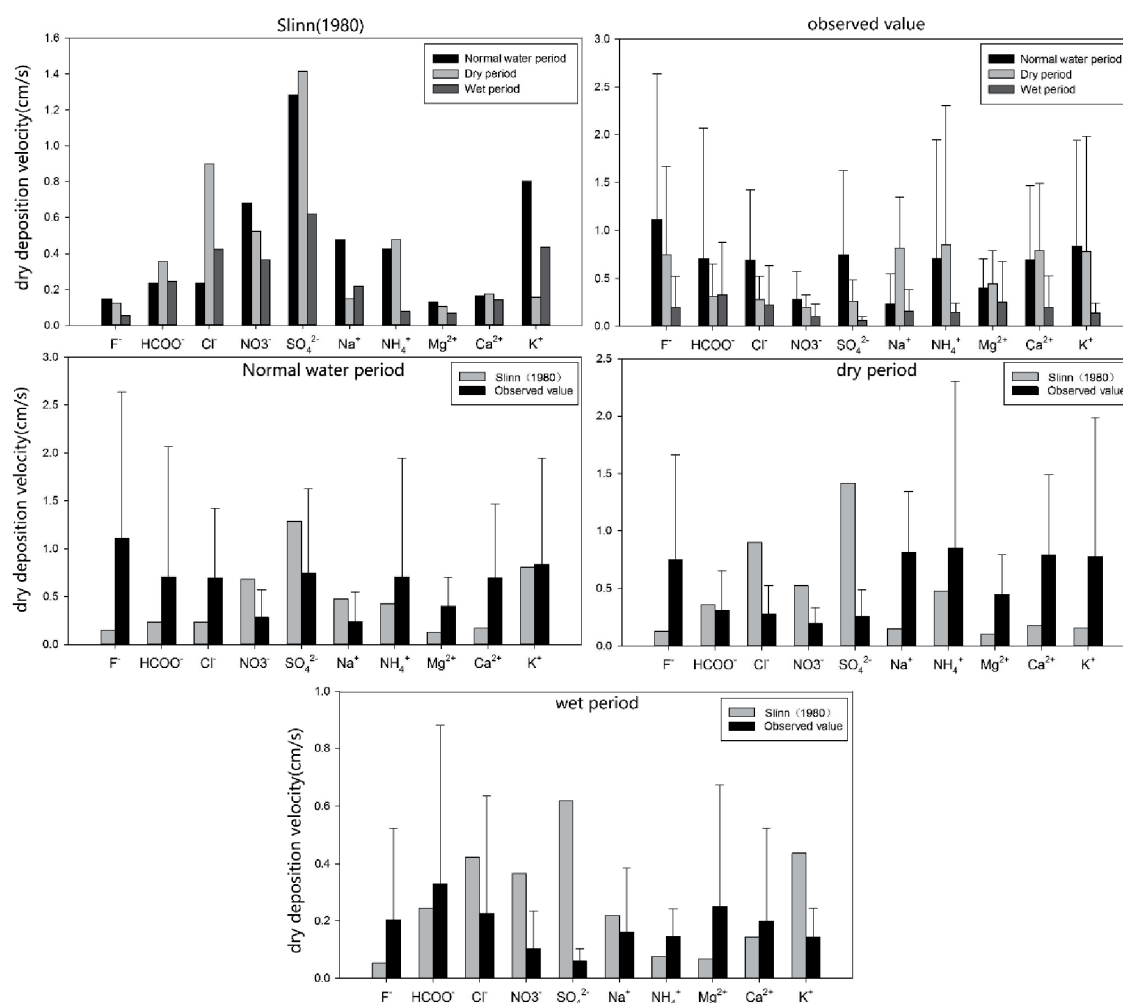 Slinn(1980)
dry deposition velocity(cm/s)
1.6
1.4
1.2
1.0
0.8
0.6
0.4
0.2
0.0
Normal water period
Dry period
Wet period
F⁻ HCOO⁻ Cl⁻ NO3⁻ SO₄²⁻ Na⁺ NH₄⁺ Mg²⁺ Ca²⁺ K⁺
observed value
3.0
2.5
2.0
1.5
1.0
0.5
0.0
Normal water period
Dry period
Wet period
F⁻ HCOO⁻ Cl⁻ NO3⁻ SO₄²⁻ Na⁺ NH₄⁺ Mg²⁺ Ca²⁺ K⁺
Normal water period
dry deposition velocity(cm/s)
3.0
2.5
2.0
1.5
1.0
0.5
0.0
Slinn（1980）
Observed value
F⁻ HCOO⁻ Cl⁻ NO3⁻ SO₄²⁻ Na⁺ NH₄⁺ Mg²⁺ Ca²⁺ K⁺
dry period
2.5
2.0
1.5
1.0
0.5
0.0
Slinn（1980）
Observed value
F⁻ HCOO⁻ Cl⁻ NO3⁻ SO₄²⁻ Na⁺ NH₄⁺ Mg²⁺ Ca²⁺ K⁺
wet period
dry deposition velocity(cm/s)
1.0
0.8
0.6
0.4
0.2
0.0
Slinn（1980）
Observed value
F⁻ HCOO⁻ Cl⁻ NO3⁻ SO₄²⁻ Na⁺ NH₄⁺ Mg²⁺ Ca²⁺ K⁺